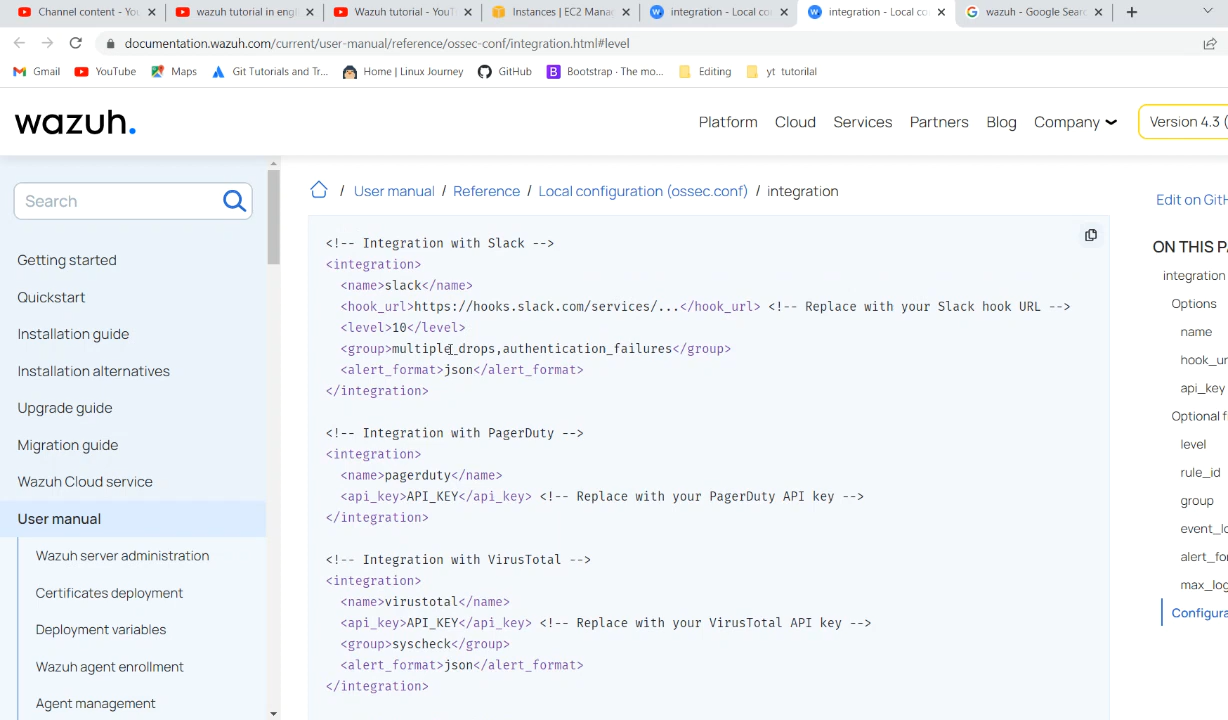 Channel content - You
wazuh tutorial in engl
Wazuh tutorial - YouTu
Instances | EC2 Mana
integration - Local co
integration - Local co
wazuh - Google Searc
documentation.wazuh.com/current/user-manual/reference/ossec-conf/integration.html#level
Gmail YouTube Maps Git Tutorials and Tr... Home | Linux Journey GitHub Bootstrap · The mo... Editing yt tutorilal
wazuh.
Platform Cloud Services Partners Blog Company Version 4.3 (
Search
Getting started
Quickstart
Installation guide
Installation alternatives
Upgrade guide
Migration guide
Wazuh Cloud service
User manual
Wazuh server administration
Certificates deployment
Deployment variables
Wazuh agent enrollment
Agent management
/ User manual / Reference / Local configuration (ossec.conf) / integration
<!-- Integration with Slack -->
<integration>
<name>slack</name>
<hook_url>https://hooks.slack.com/services/...</hook_url> <!-- Replace with your Slack hook URL -->
<level>10</level>
<group>multiple_drops,authentication_failures</group>
<alert_format>json</alert_format>
</integration>
<!-- Integration with PagerDuty -->
<integration>
<name>pagerduty</name>
<api_key>API_KEY</api_key> <!-- Replace with your PagerDuty API key -->
</integration>
<!-- Integration with VirusTotal -->
<integration>
<name>virustotal</name>
<api_key>API_KEY</api_key> <!-- Replace with your VirusTotal API key -->
<group>syscheck</group>
<alert_format>json</alert_format>
</integration>
Edit on GitH
ON THIS PA
integration
Options
name
hook_ur
api_key
Optional f
level
rule_id
group
event_lo
alert_for
max_log
Configura